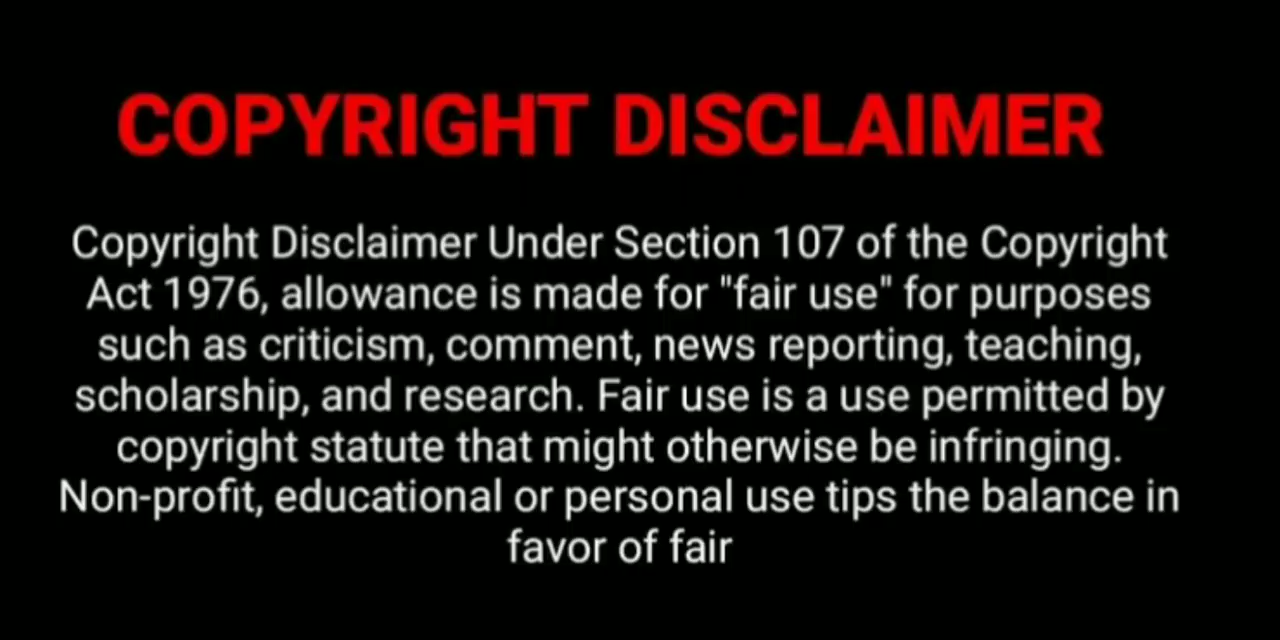 COPYRIGHT DISCLAIMER
Copyright Disclaimer Under Section 107 of the Copyright
Act 1976, allowance is made for "fair use" for purposes
such as criticism, comment, news reporting, teaching,
scholarship, and research. Fair use is a use permitted by
copyright statute that might otherwise be infringing.
Non-profit, educational or personal use tips the balance in
favor of fair